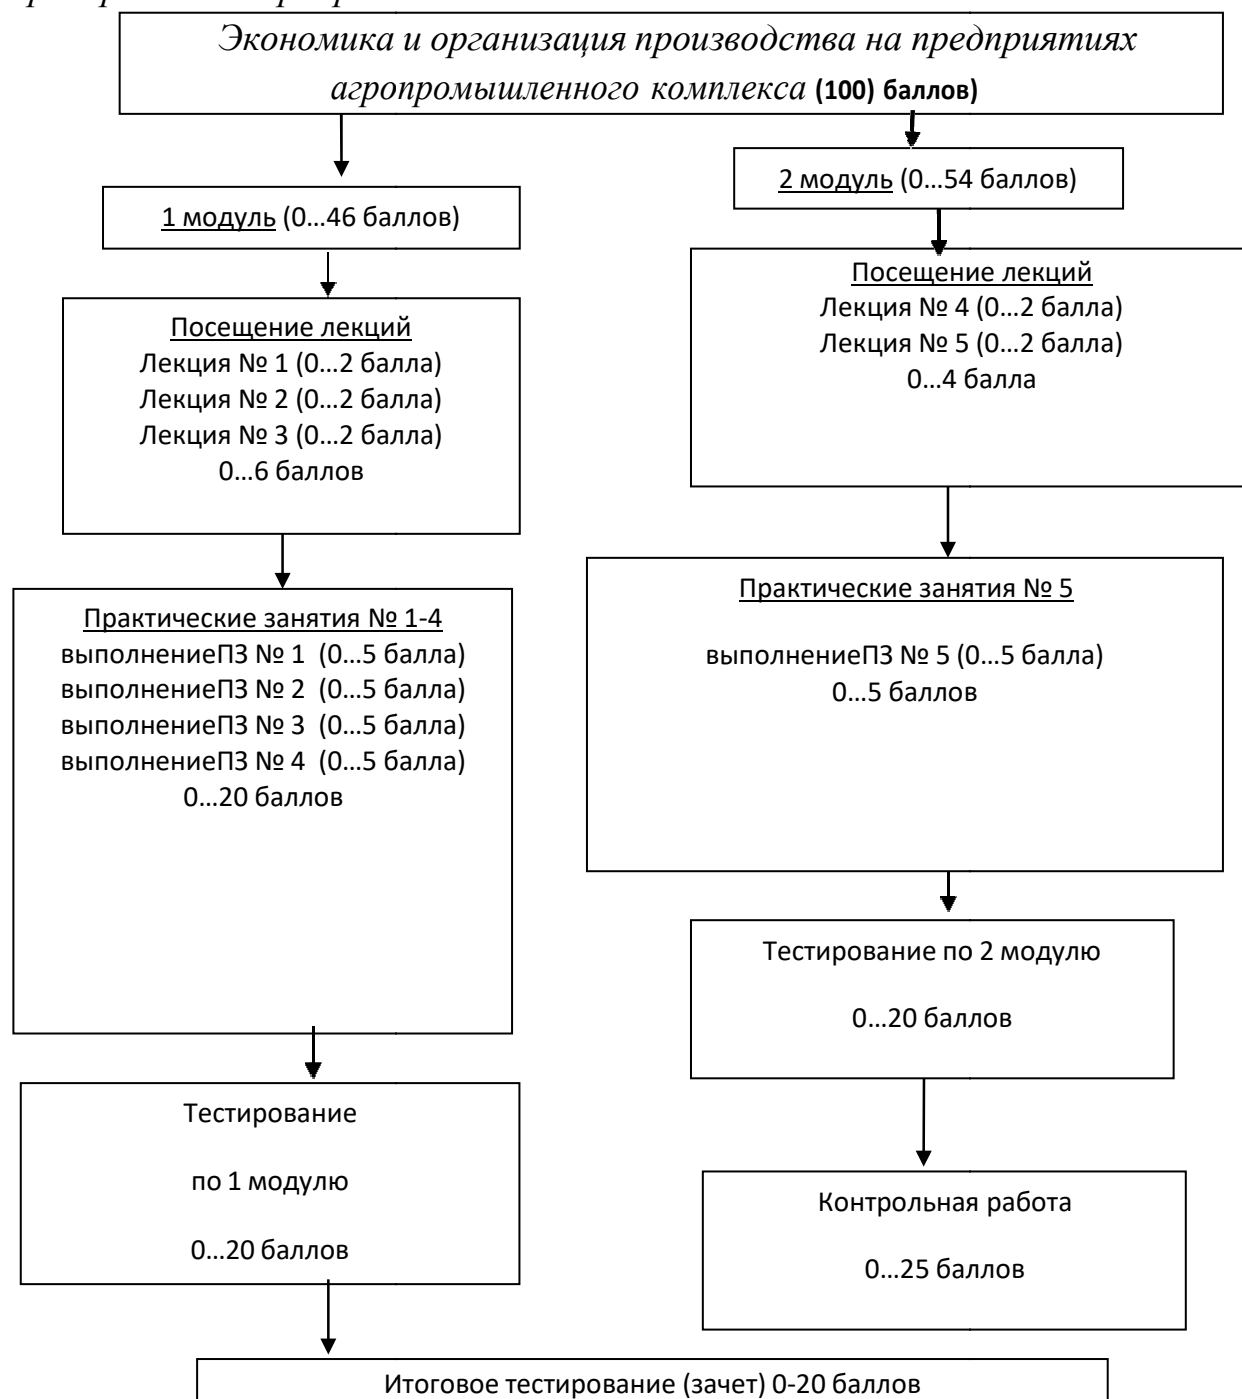 Экономика и организация производства на предприятиях
агропромышленного комплекса (100) баллов)
1 модуль (0...46 баллов)
2 модуль (0...54 баллов)
Посещение лекций
Лекция № 1 (0...2 балла)
Лекция № 2 (0...2 балла)
Лекция № 3 (0...2 балла)
0...6 баллов
Посещение лекций
Лекция № 4 (0...2 балла)
Лекция № 5 (0...2 балла)
0...4 балла
Практические занятия № 1-4
выполнениеПЗ № 1 (0...5 балла)
выполнениеПЗ № 2 (0...5 балла)
выполнениеПЗ № 3 (0...5 балла)
выполнениеПЗ № 4 (0...5 балла)
0...20 баллов
Практические занятия № 5
выполнениеПЗ № 5 (0...5 балла)
0...5 баллов
Тестирование
по 1 модулю
0...20 баллов
Тестирование по 2 модулю
0...20 баллов
Контрольная работа
0...25 баллов
Итоговое тестирование (зачет) 0-20 баллов